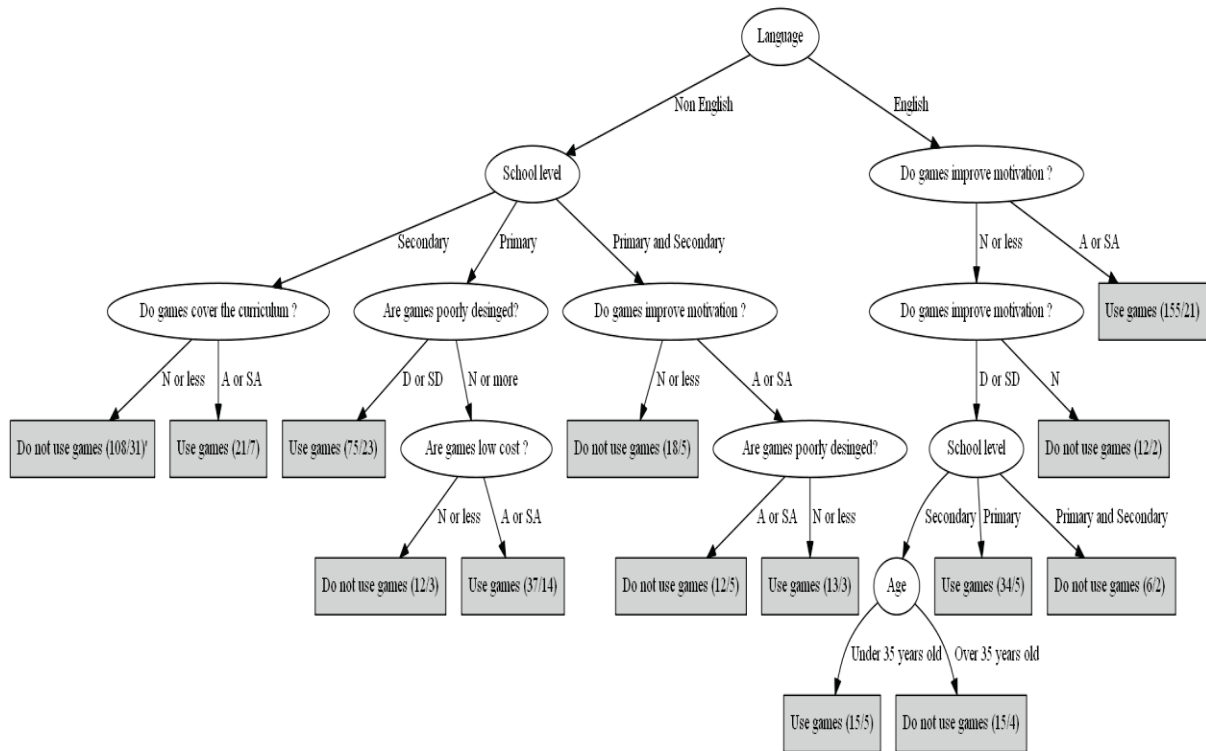 Language
Non English
English
School level
Do games improve motivation ?
Secondary
Primary
Primary and Secondary
N or less
A or SA
Do games cover the curriculum ?
Are games poorly desinged?
Do games improve motivation ?
Do games improve motivation ?
Use games (155/21)
N or less
A or SA
D or SD
N or more
N or less
A or SA
D or SD
N
Do not use games (108/31)'
Use games (21/7)
Use games (75/23)
Are games low cost ?
Do not use games (18/5)
Are games poorly desinged?
School level
Do not use games (12/2)
N or less
A or SA
A or SA
N or less
Secondary
Primary
Primary and Secondary
Do not use games (12/3)
Use games (37/14)
Do not use games (12/5)
Use games (13/3)
Age
Use games (34/5)
Do not use games (6/2)
Under 35 years old
Over 35 years old
Use games (15/5)
Do not use games (15/4)